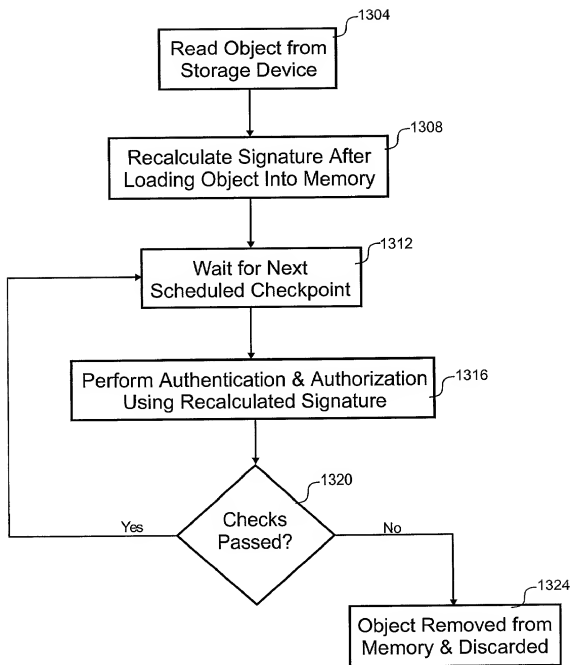 1304
Read Object from
Storage Device
1308
Recalculate Signature After
Loading Object Into Memory
1312
Wait for Next
Scheduled Checkpoint
1316
Perform Authentication & Authorization
Using Recalculated Signature
1320
Checks
Passed?
Yes
No
1324
Object Removed from
Memory & Discarded